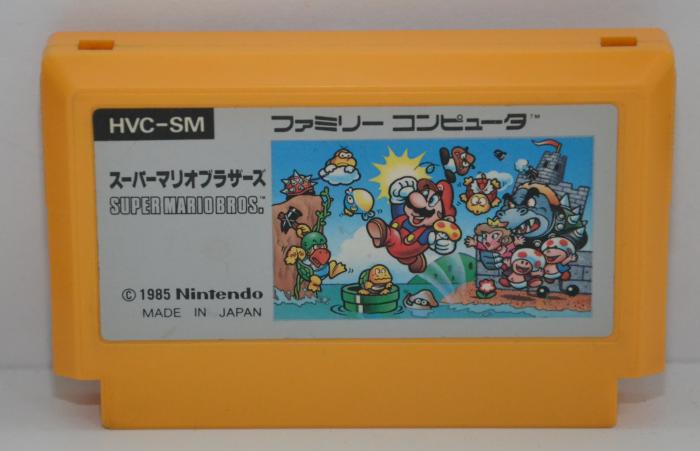 HVC-SM
ファミリー コンピュータ™
スーパーマリオブラザーズ
SUPER MARIO BROS.™
© 1985 Nintendo
MADE IN JAPAN